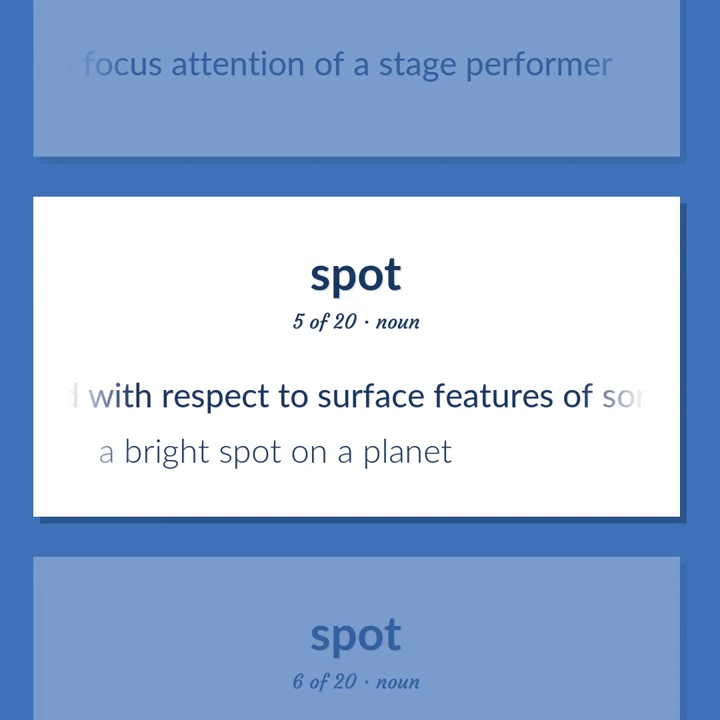 focus attention of a stage performer
spot
5 of 20 · noun
with respect to surface features of
a bright spot on a planet
spot
6 of 20 · noun